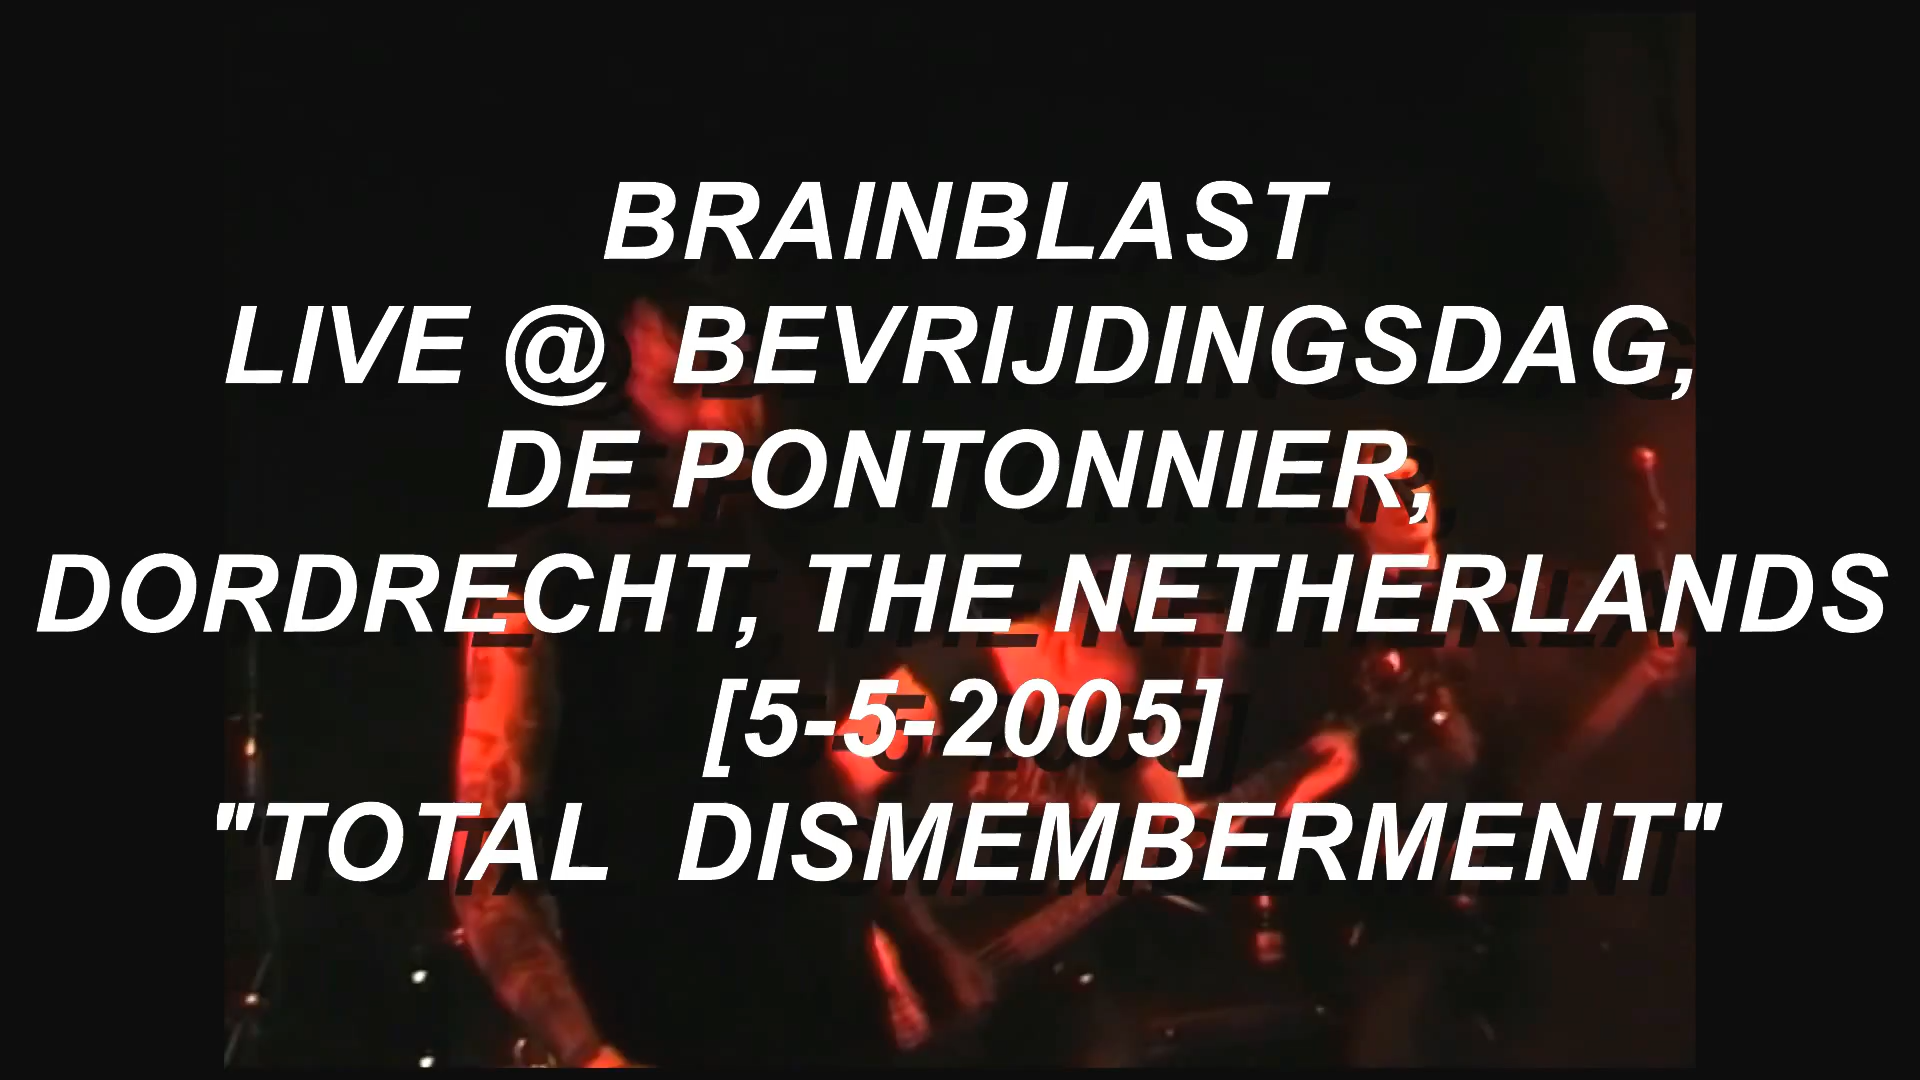 BRAINBLAST
LIVE @ BEVRIJDINGSDAG,
DE PONTONNIER,
DORDRECHT, THE NETHERLANDS
[5-5-2005]
"TOTAL DISMEMBERMENT"